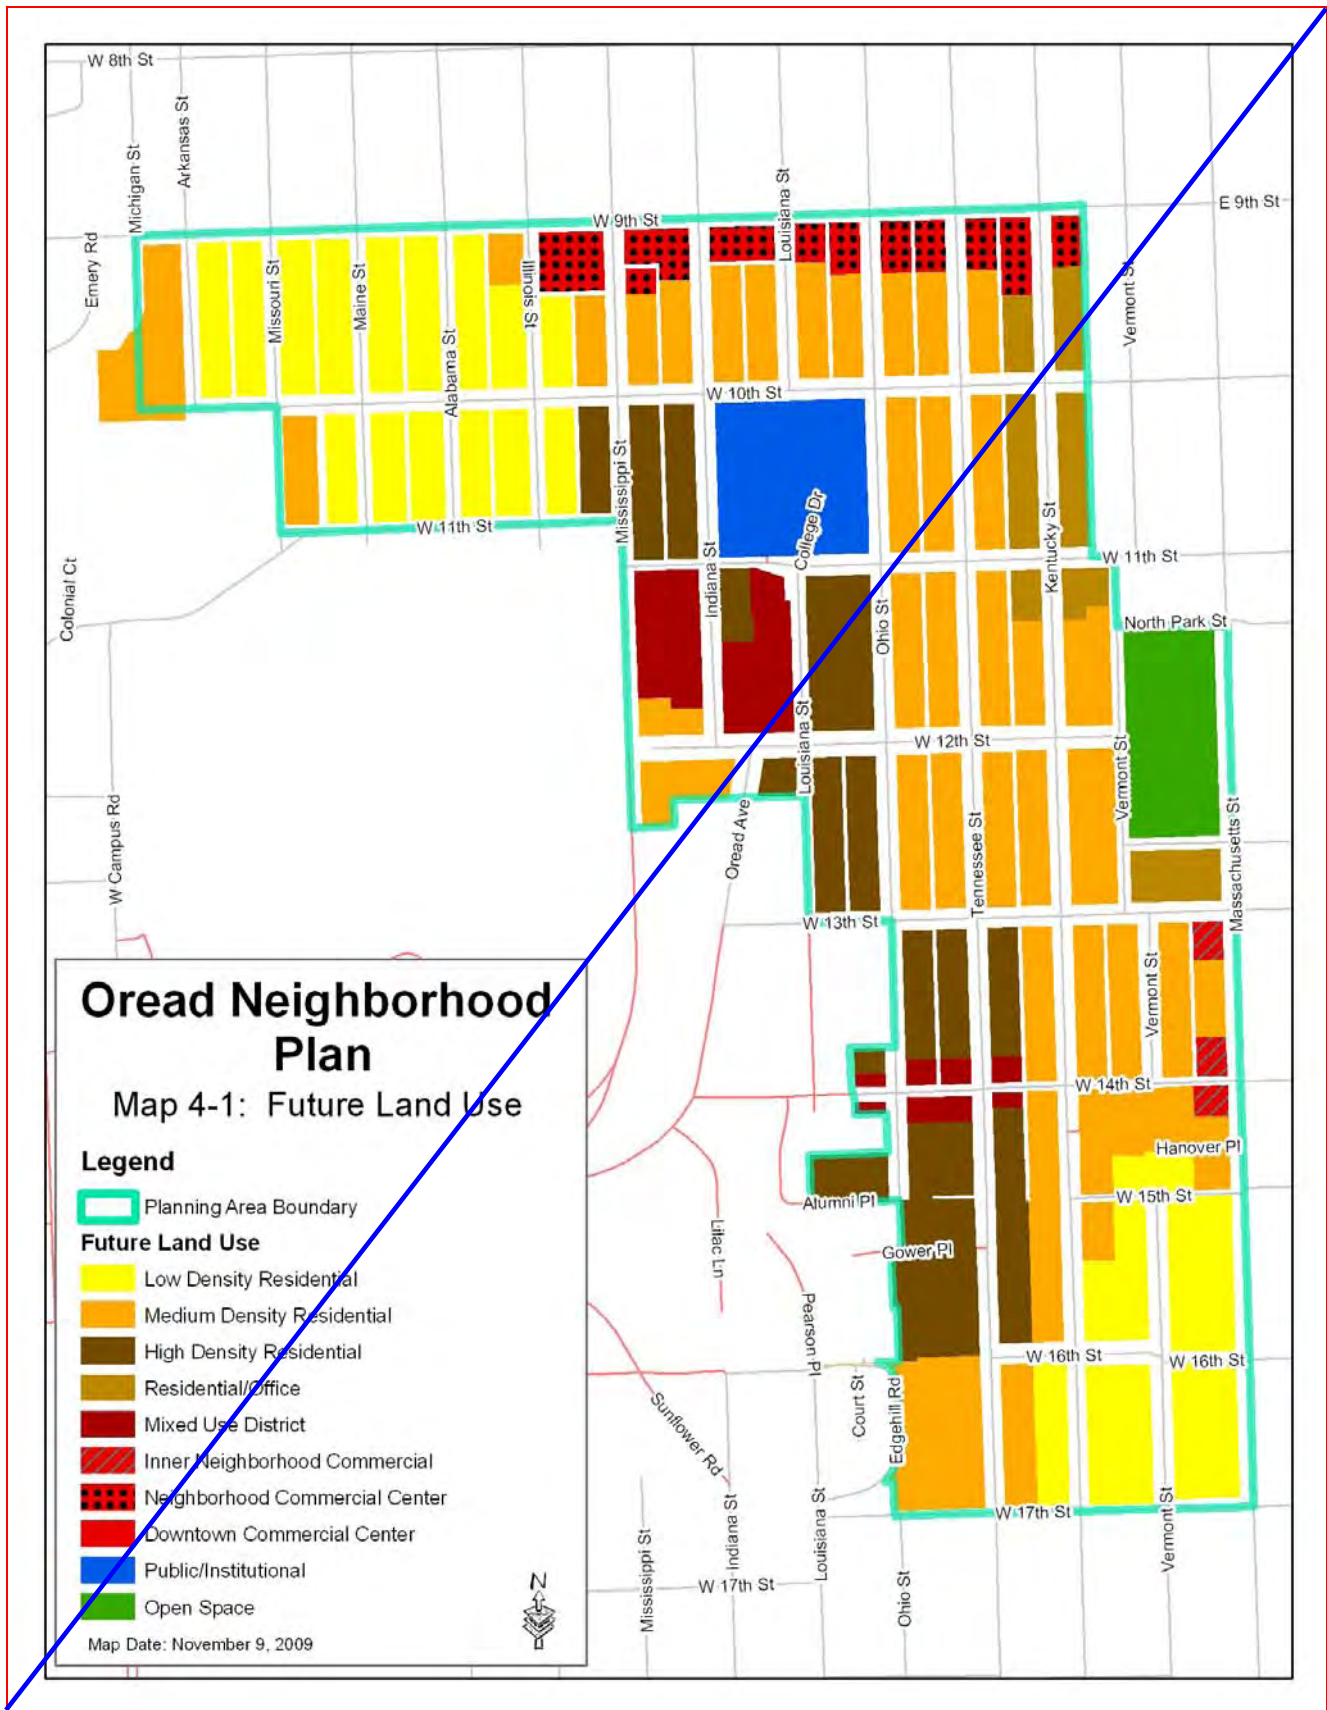 W 8th St
Arkansas St
Michigan St
Louisiana St
E 9th St
W 9th St
Emery Rd
Missouri St
Maine St
Illinois St
Vermont St
Alabama St
W 10th St
Mississippi St
W 11th St
College Dr
Kentucky St
W 11th St
Colonial Ct
Indiana St
Ohio St
North Park St
Louisiana St
W 12th St
Vermont St
W Campus Rd
Oread Ave
Tennessee St
Massachusetts St
W 13th St
Vermont St
W 14th St
Hanover Pl
W 15th St
Alumni Pl
Gower Pl
Lilac Ln
Pearson Pl
W 16th St
W 16th St
Court St
Edgehill Rd
Sunflower Rd
W 17th St
Indiana St
Louisiana St
Vermont St
Mississippi St
W 17th St
Ohio St
Oread Neighborhood
Plan
Map 4-1: Future Land Use
Legend
Planning Area Boundary
Future Land Use
Low Density Residential
Medium Density Residential
High Density Residential
Residential/Office
Mixed Use District
Inner Neighborhood Commercial
Neighborhood Commercial Center
Downtown Commercial Center
Public/Institutional
Open Space
Map Date: November 9, 2009
N